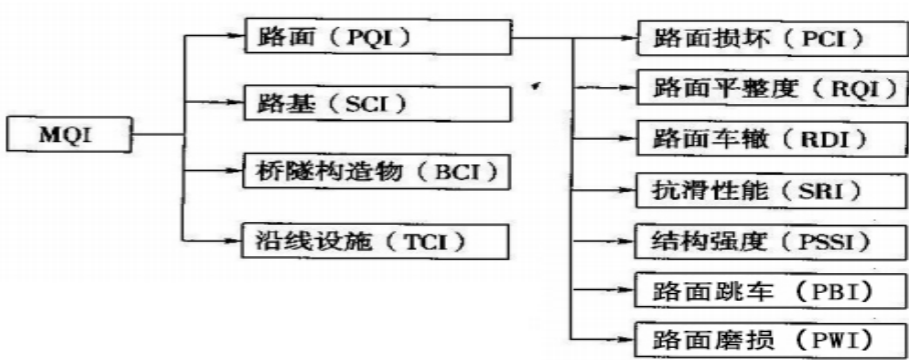 MQI
路面（PQI）
路基（SCI）
桥隧构造物（BCI）
沿线设施（TCI）
路面损坏（PCI）
路面平整度（RQI）
路面车辙（RDI）
抗滑性能（SRI）
结构强度（PSSI）
路面跳车（PBI）
路面磨损（PWI）